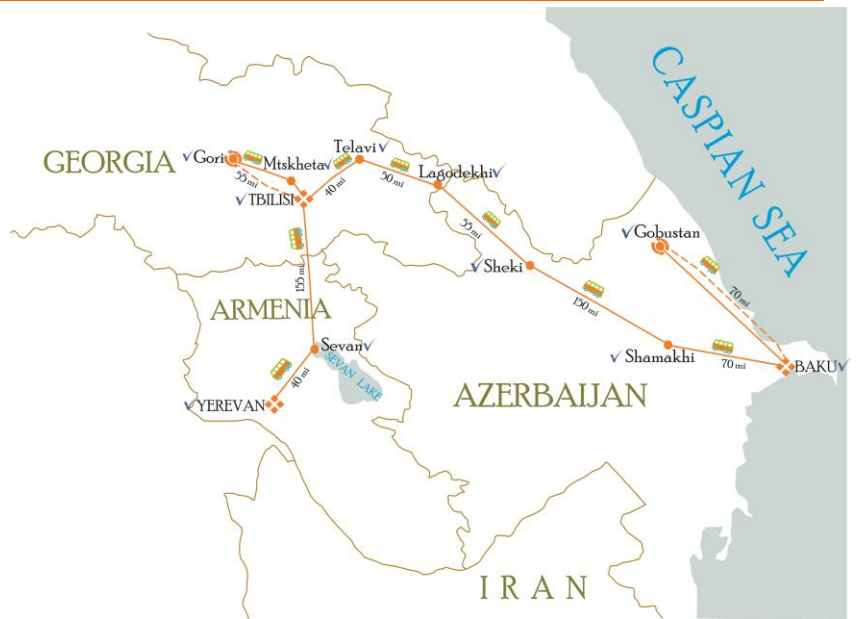 CASPIAN SEA
GEORGIA
Gori
Mtskheta
Telavi
55 mi
TBILISI
40 mi
50 mi
Lagodekhi
55 mi
Gobustan
Sheki
70 mi
155 mi
150 mi
ARMENIA
Sevan
SEVAN LAKE
40 mi
Shamakhi
70 mi
BAKU
YEREVAN
AZERBAIJAN
IRAN